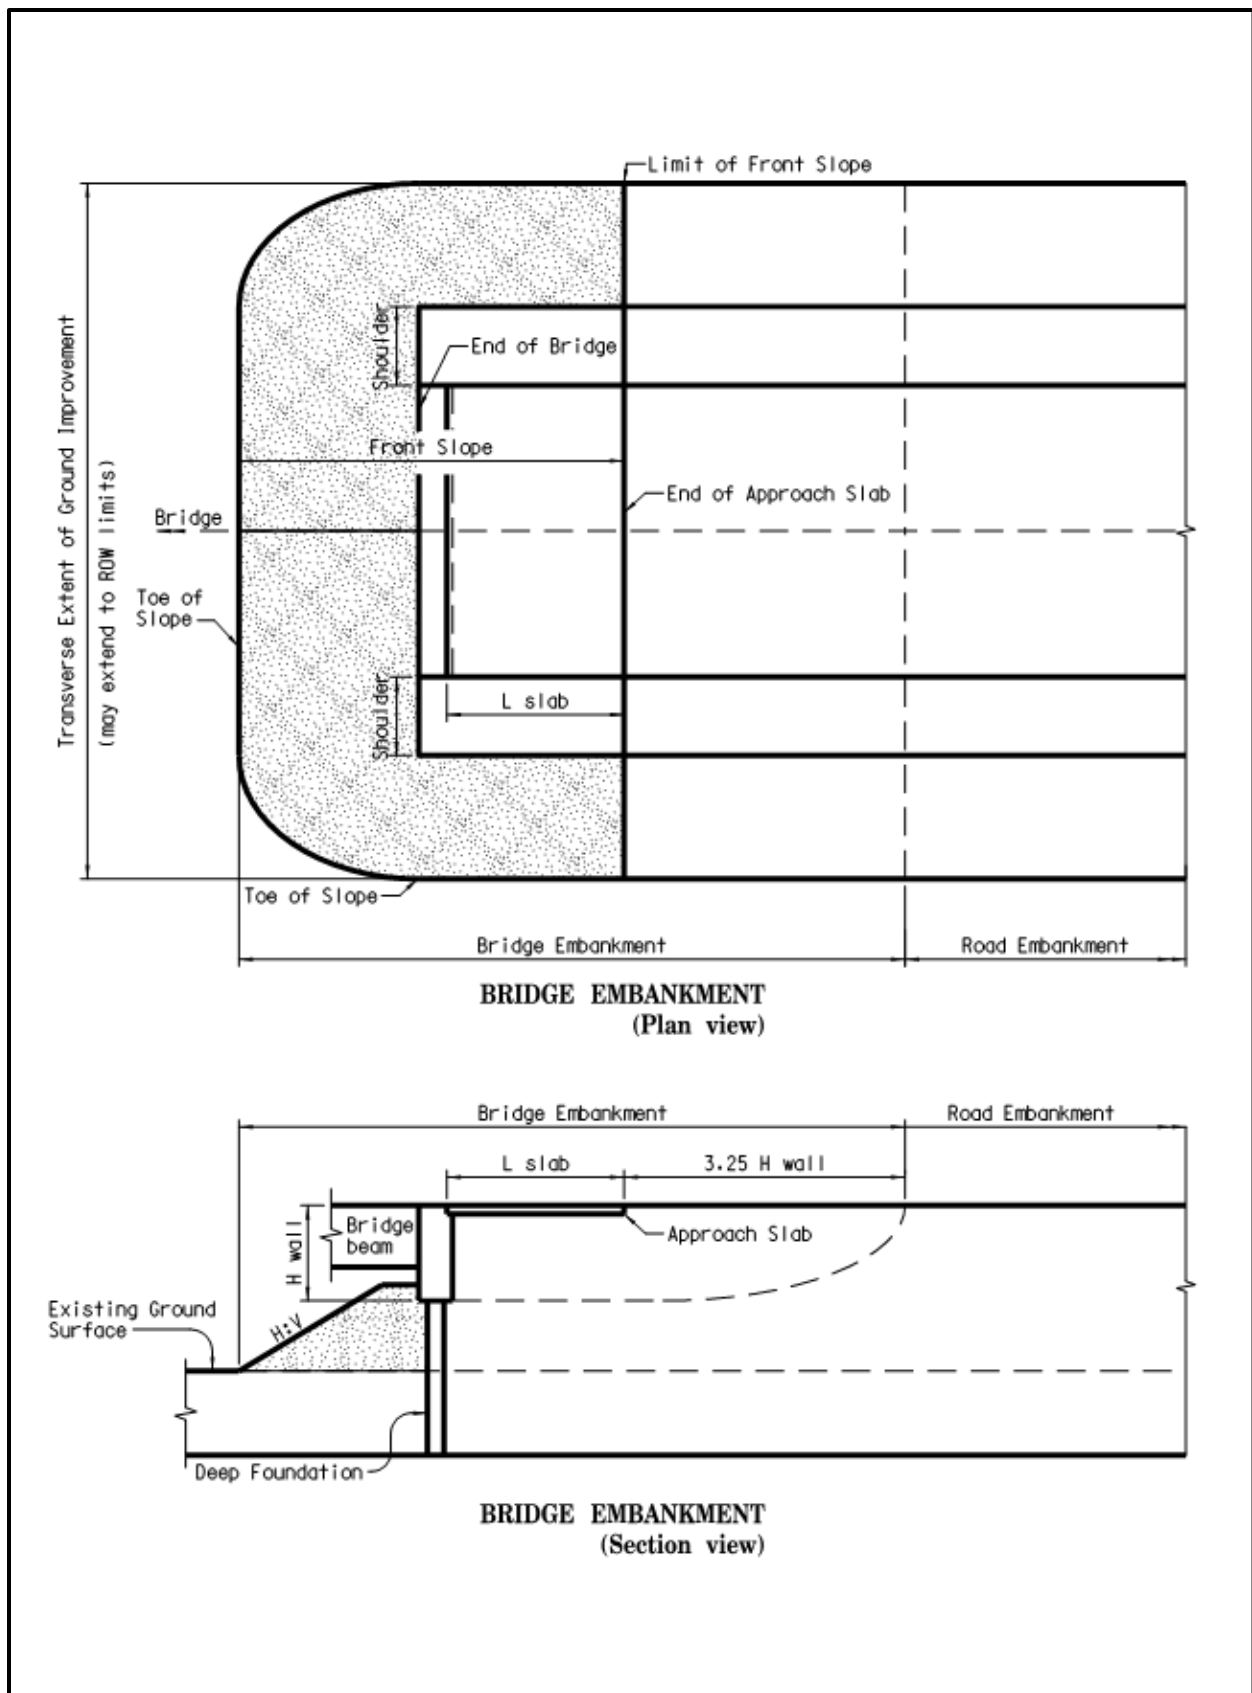 Limit of Front Slope
Shoulder
End of Bridge
Front Slope
End of Approach Slab
Bridge
Transverse Extent of Ground Improvement
(may extend to ROW limits)
Toe of
Slope
L slab
Shoulder
Toe of Slope
Bridge Embankment
Road Embankment
BRIDGE EMBANKMENT
(Plan view)
Bridge Embankment
Road Embankment
L slab
3.25 H wall
H wall
Bridge
beam
Approach Slab
Existing Ground
Surface
H:V
Deep Foundation
BRIDGE EMBANKMENT
(Section view)